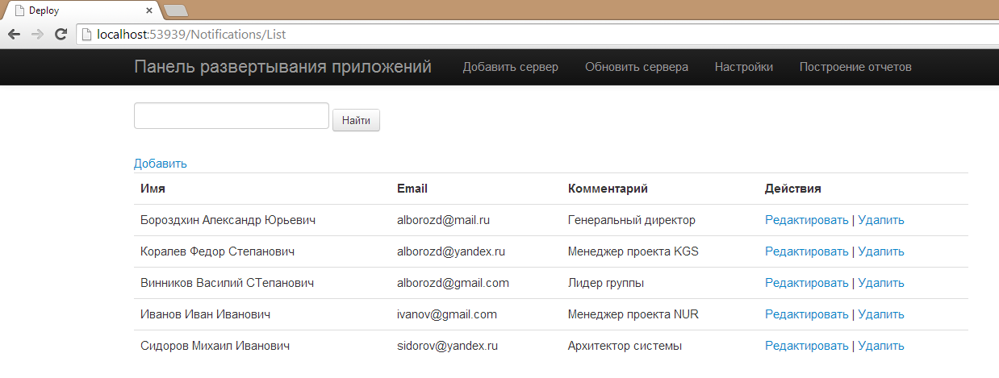 Deploy
localhost:53939/Notifications/List
Панель развертывания приложений Добавить сервер Обновить сервера Настройки Построение отчетов
Найти
Добавить
Имя Email Комментарий Действия
Бороздхин Александр Юрьевич alborozd@mail.ru Генеральный директор Редактировать | Удалить
Коралев Федор Степанович alborozd@yandex.ru Менеджер проекта KGS Редактировать | Удалить
Винников Василий СТепанович alborozd@gmail.com Лидер группы Редактировать | Удалить
Иванов Иван Иванович ivanov@gmail.com Менеджер проекта NUR Редактировать | Удалить
Сидоров Михаил Иванович sidorov@yandex.ru Архитектор системы Редактировать | Удалить